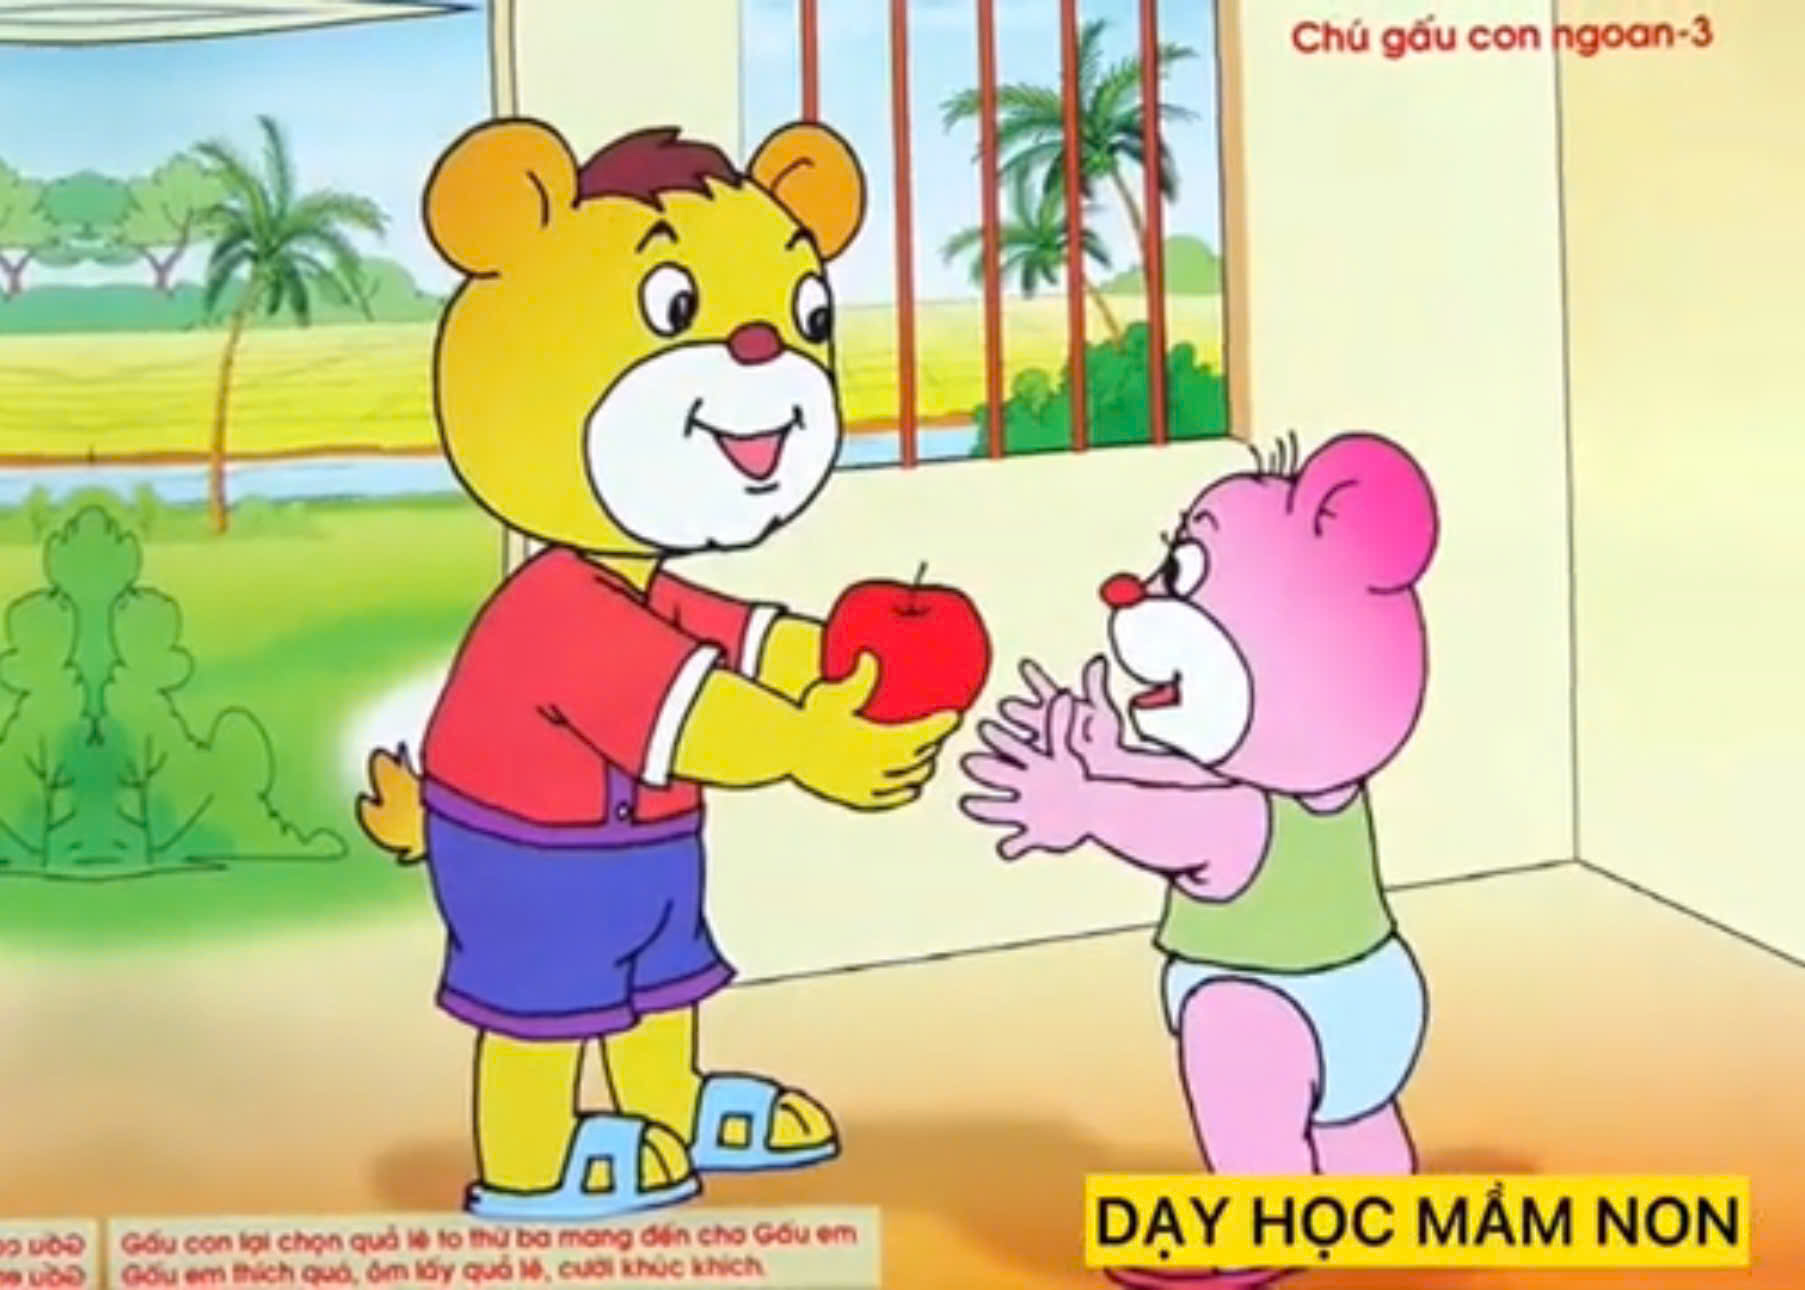 Chú gấu con ngoan-3
Gấu con lại chọn quả lê to thứ ba mang đến cho Gấu em
Gấu em thích quá, ôm lấy quả lê, cười khúc khích.
DẠY HỌC MẦM NON